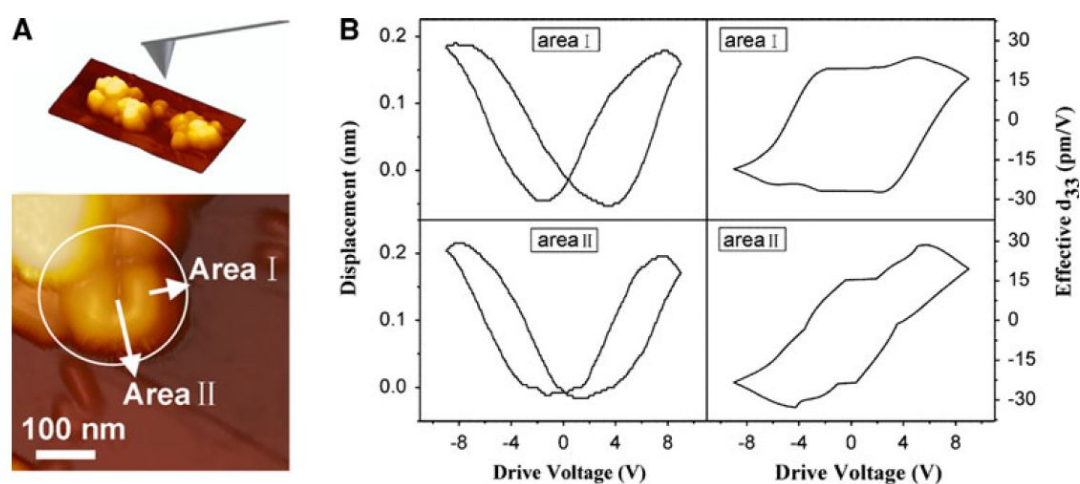 A
B
area Ⅰ
area Ⅰ
0.2
0.1
0.0
30
15
0
-15
-30
area Ⅱ
area Ⅱ
0.2
0.1
0.0
30
15
0
-15
-30
Displacement (nm)
Effective d33 (pm/V)
Area Ⅰ
Area Ⅱ
100 nm
-8 -4 0 4 8
-8 -4 0 4 8
Drive Voltage (V)
Drive Voltage (V)